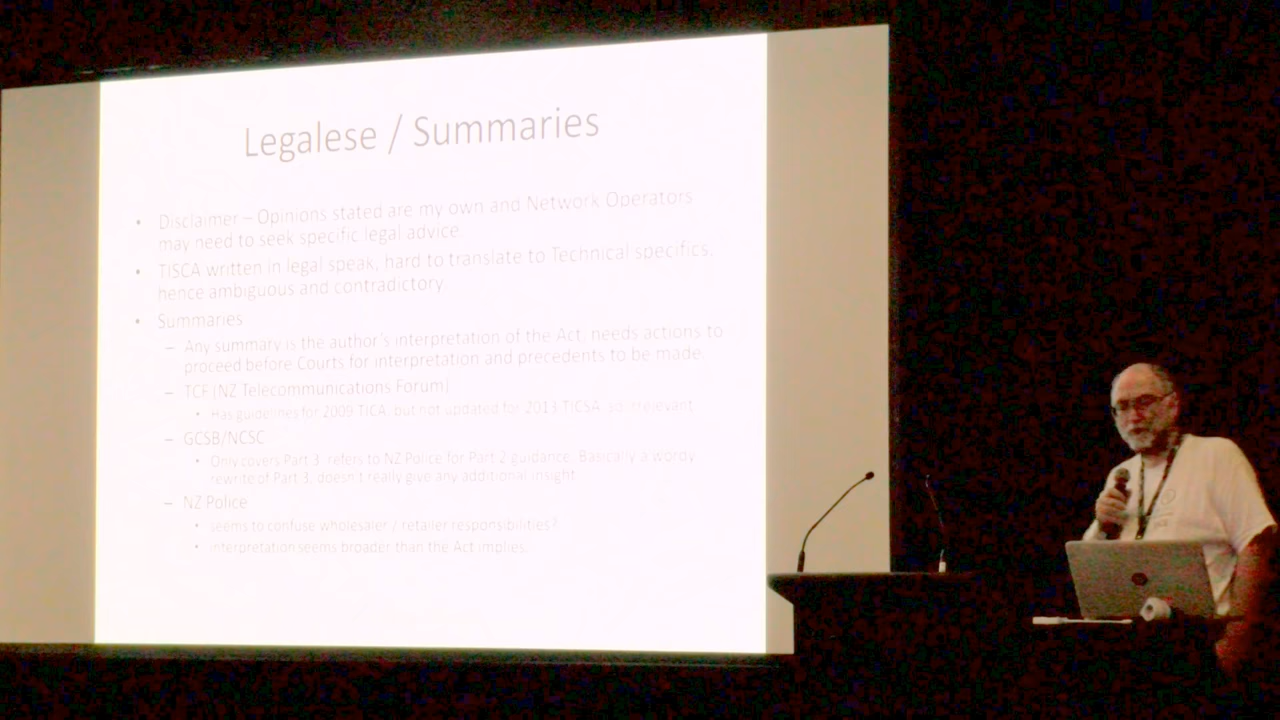 Legalese / Summaries
• Disclaimer – Opinions stated are my own and Network Operators
may need to seek specific legal advice.
• TISCA written in legal speak, hard to translate to Technical specifics,
hence ambiguous and contradictory.
• Summaries
– Any summary is the author's interpretation of the Act, needs actions to
proceed before Courts for interpretation and precedents to be made.
– TCF (NZ Telecommunications Forum)
• Has guidelines for 2009 TICA, but not updated for 2013 TICSA, so irrelevant
– GCSB/NCSC
• Only covers Part 3, refers to NZ Police for Part 2 guidance. Basically a wordy
rewrite of Part 3, doesn't really give any additional insight
– NZ Police
• seems to confuse wholesaler / retailer responsibilities?
• interpretation seems broader than the Act implies.